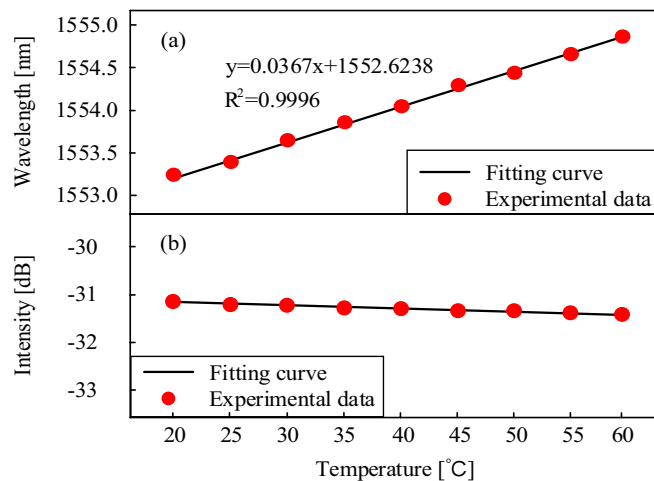 1555.0
1554.5
1554.0
1553.5
1553.0
Wavelength [nm]
(a)
y=0.0367x+1552.6238
R²=0.9996
Fitting curve
Experimental data
-30
-31
-32
-33
Intensity [dB]
(b)
Fitting curve
Experimental data
20 25 30 35 40 45 50 55 60
Temperature [°C]